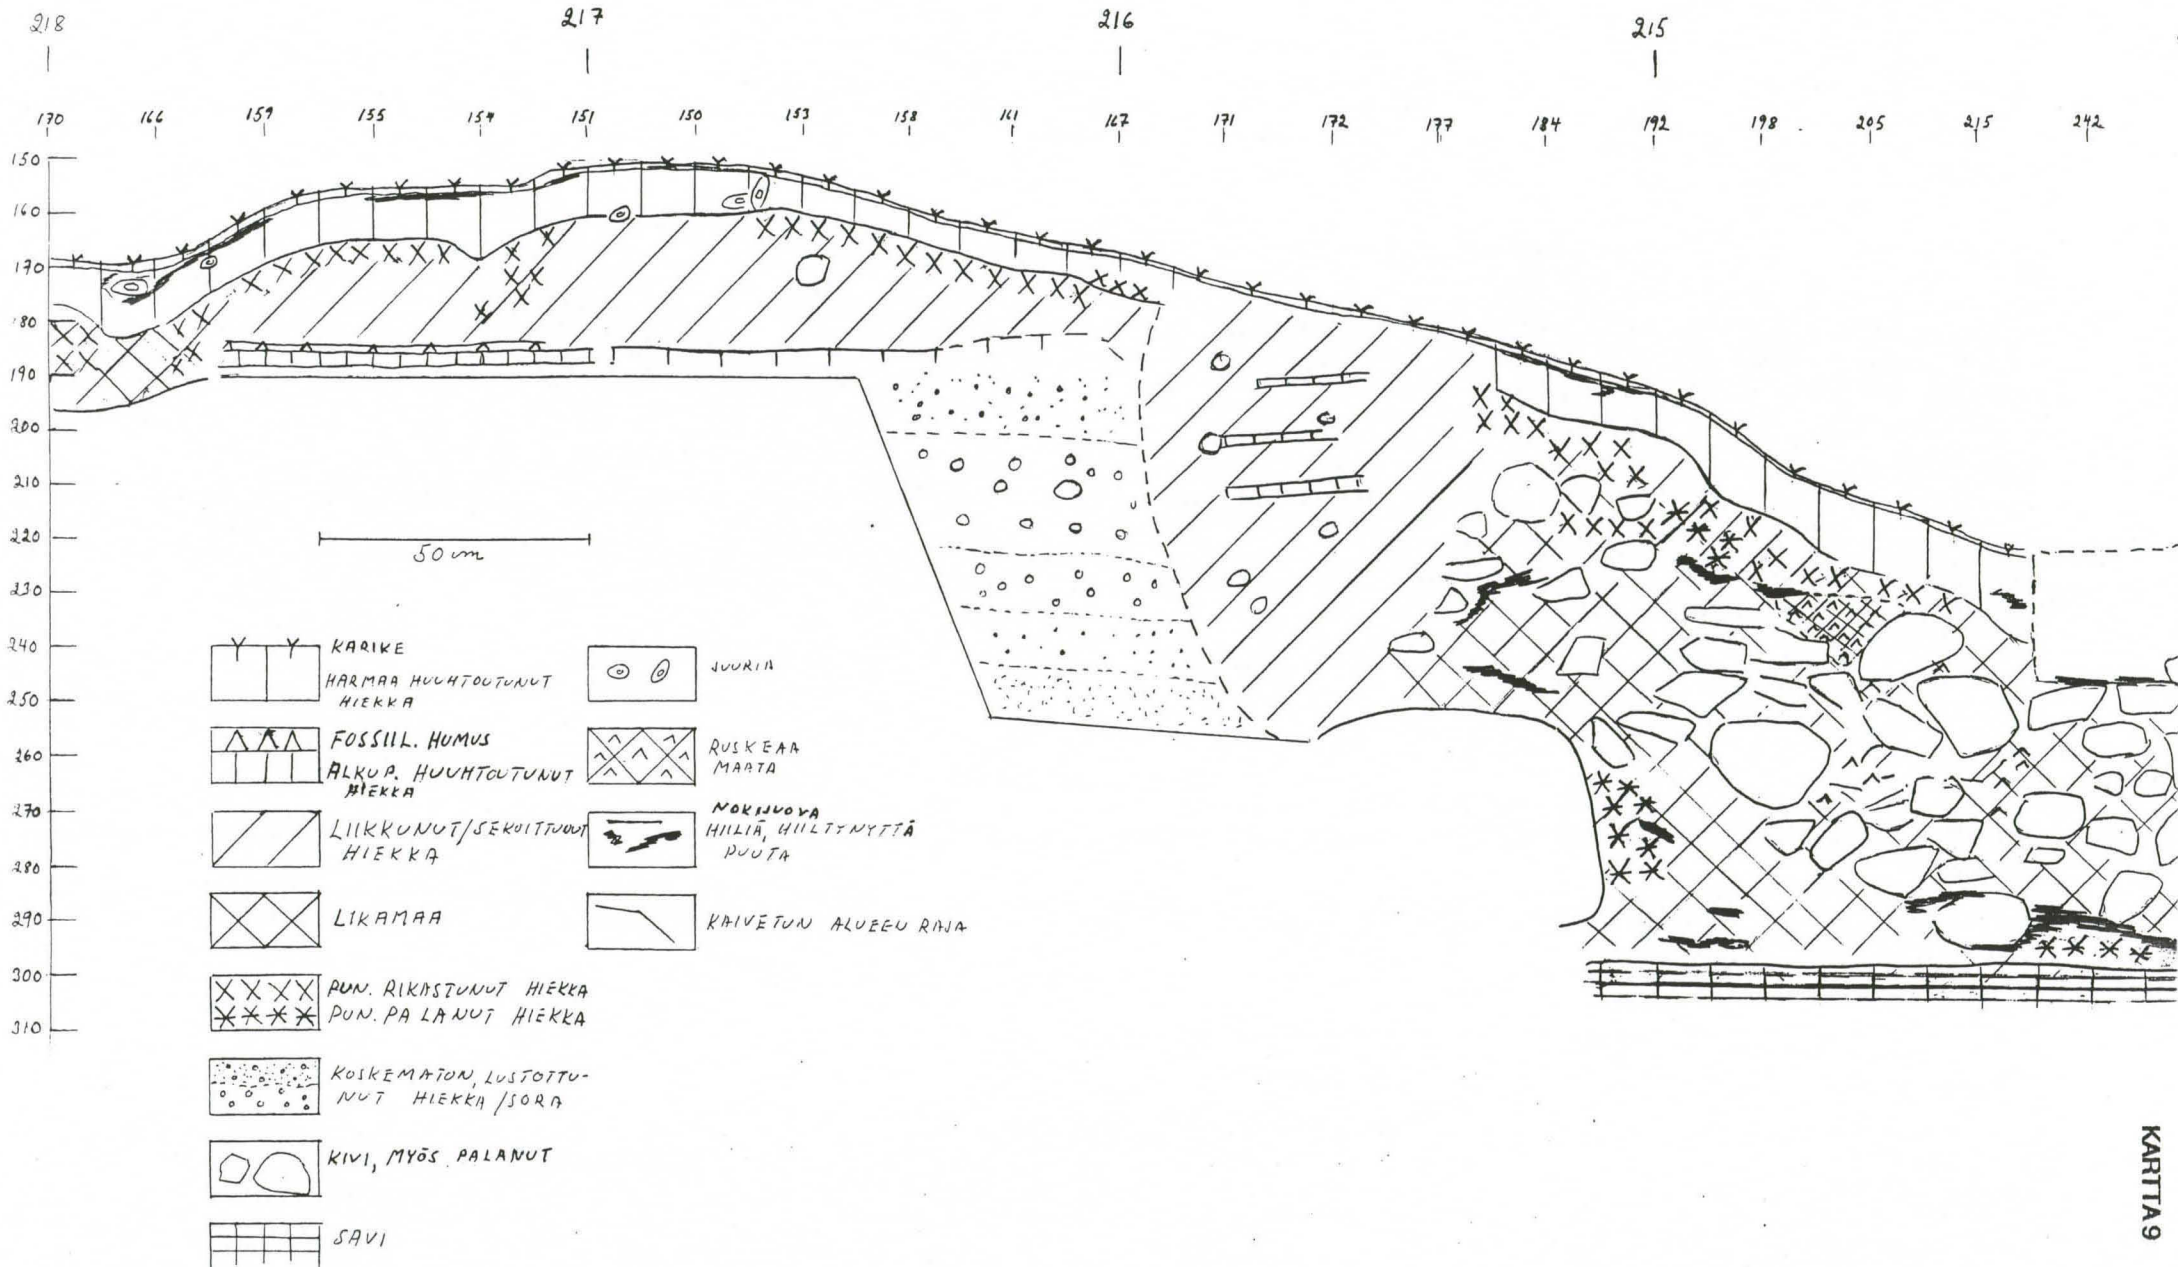 218 217 216 215
170 166 159 155 154 151 150 153 158 161 167 171 172 177 184 192 198 205 215 242
150
160
170
180
190
200
210
220
230
240
250
260
270
280
290
300
310
50 cm
KARIKE
HARMAA HUUHTOUTUNUT
HIEKKA
FOSSIIL. HUMUS
ALKUP. HUUHTOUTUNUT
HIEKKA
LIIKKUNUT/SEKOITTUNUT
HIEKKA
LIKAMAA
PUN. RIKASTUNUT HIEKKA
PUN. PALANUT HIEKKA
KOSKEMATON, LUSTOTTU-
NUT HIEKKA/SORA
KIVI, MYÖS PALANUT
SAVI
JUURIA
RUSKEAA
MAATA
NOKIJUOVA
HIILIÄ, HIILTYNYTTÄ
PUUTA
KAIVETUN ALUEEN RAJA
KARTTA 9